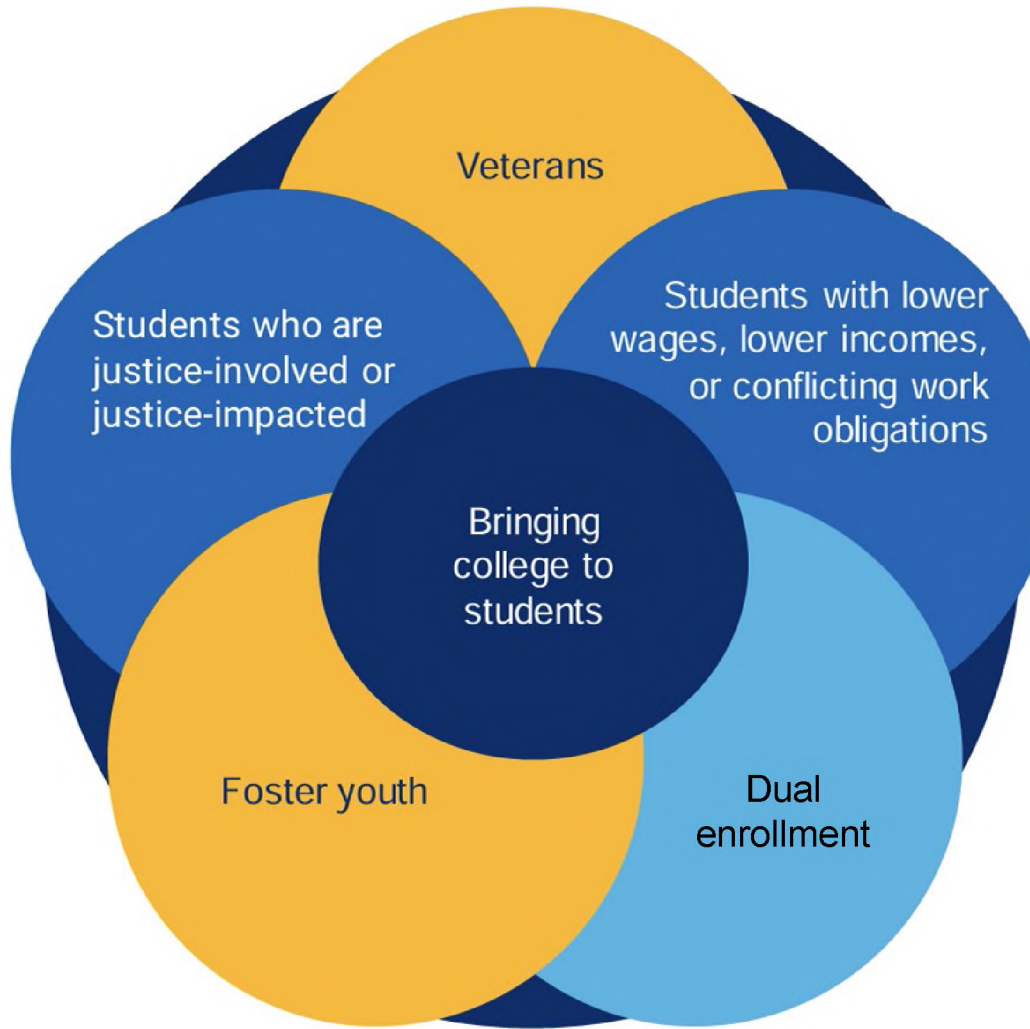 Veterans
Students who are
justice-involved or
justice-impacted
Students with lower
wages, lower incomes,
or conflicting work
obligations
Bringing
college to
students
Foster youth
Dual
enrollment